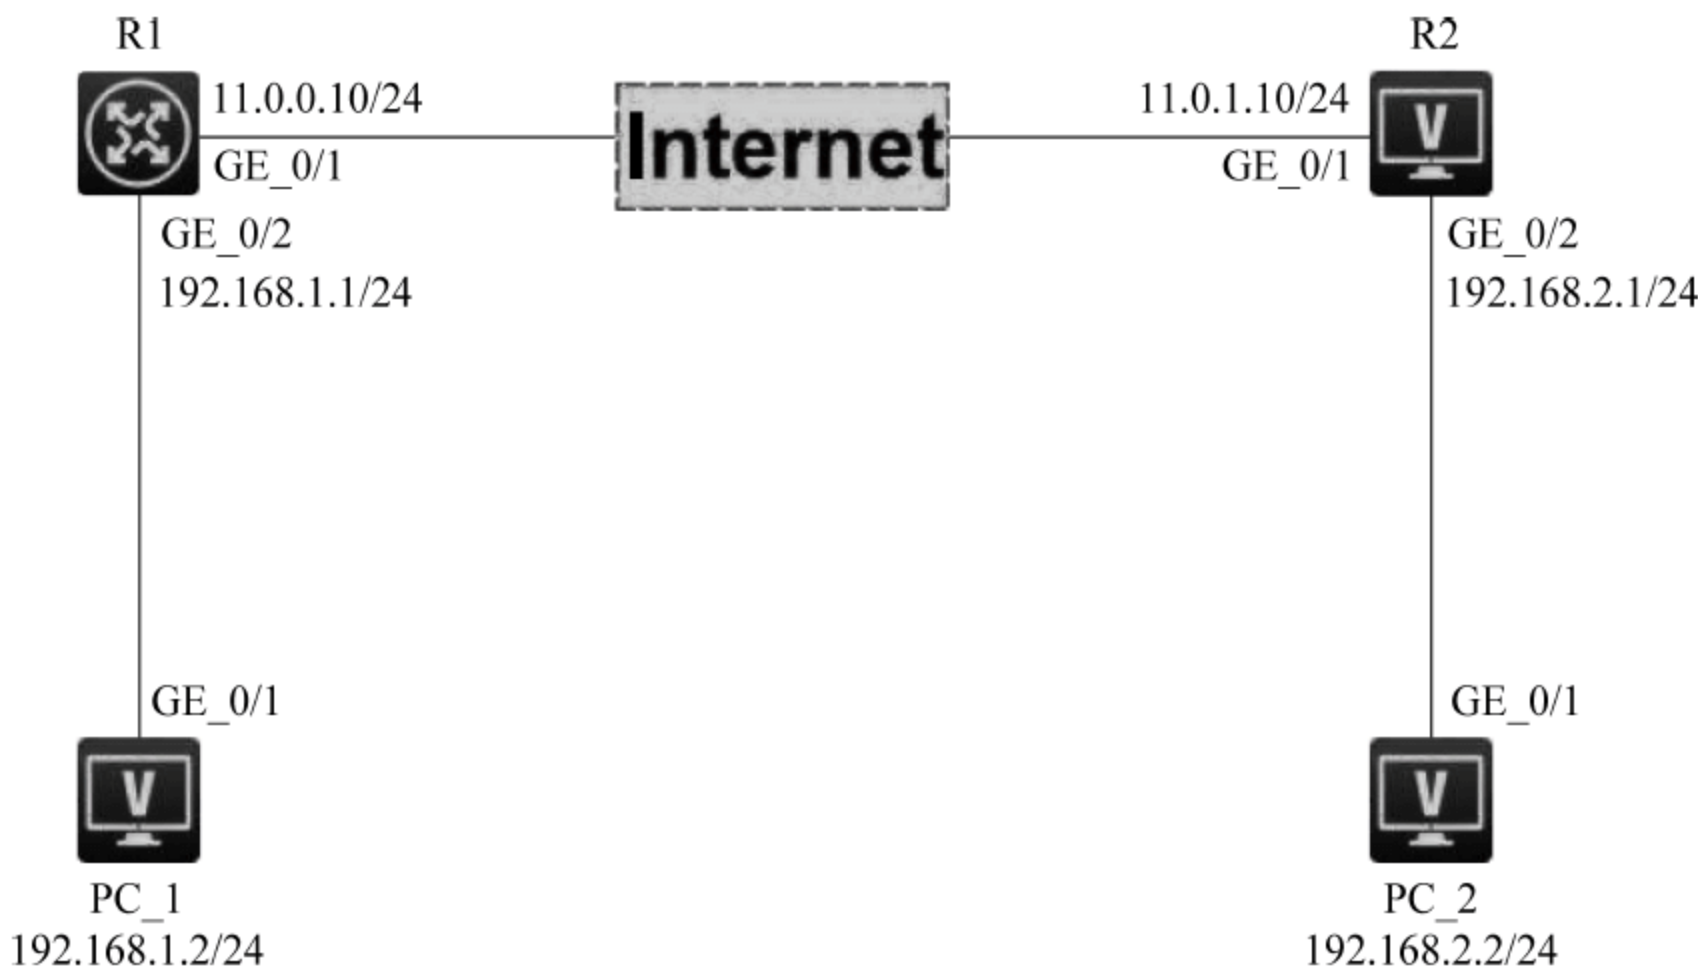 R1
R2
11.0.0.10/24
11.0.1.10/24
Internet
GE_0/1
GE_0/1
GE_0/2
GE_0/2
192.168.1.1/24
192.168.2.1/24
GE_0/1
GE_0/1
V
V
V
PC_1
PC_2
192.168.1.2/24
192.168.2.2/24